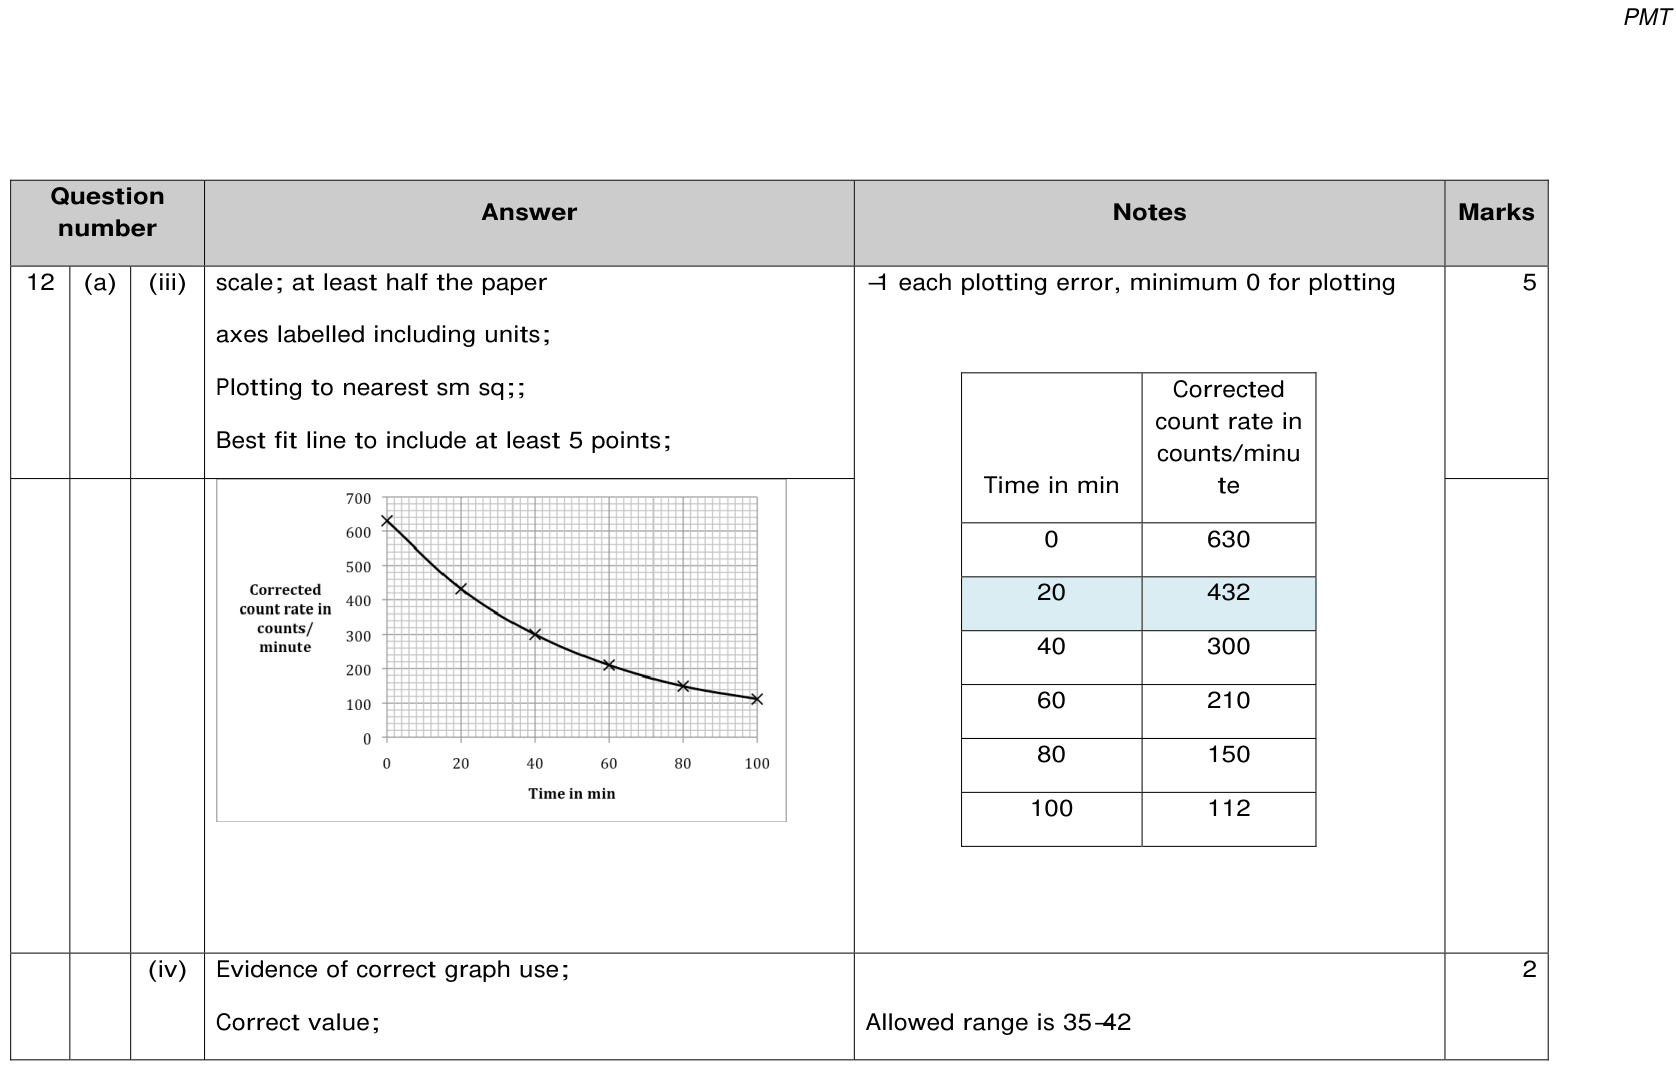 PMT
Question number
Answer
Notes
Marks
12 (a) (iii)
scale; at least half the paper
axes labelled including units;
Plotting to nearest sm sq;;
Best fit line to include at least 5 points;
–1 each plotting error, minimum 0 for plotting
5
Time in min
Corrected
count rate in
counts/minu
te
0 630
20 432
40 300
60 210
80 150
100 112
700
600
500
400
300
200
100
0
Corrected
count rate in
counts/
minute
0 20 40 60 80 100
Time in min
(iv)
Evidence of correct graph use;
Correct value;
Allowed range is 35–42
2